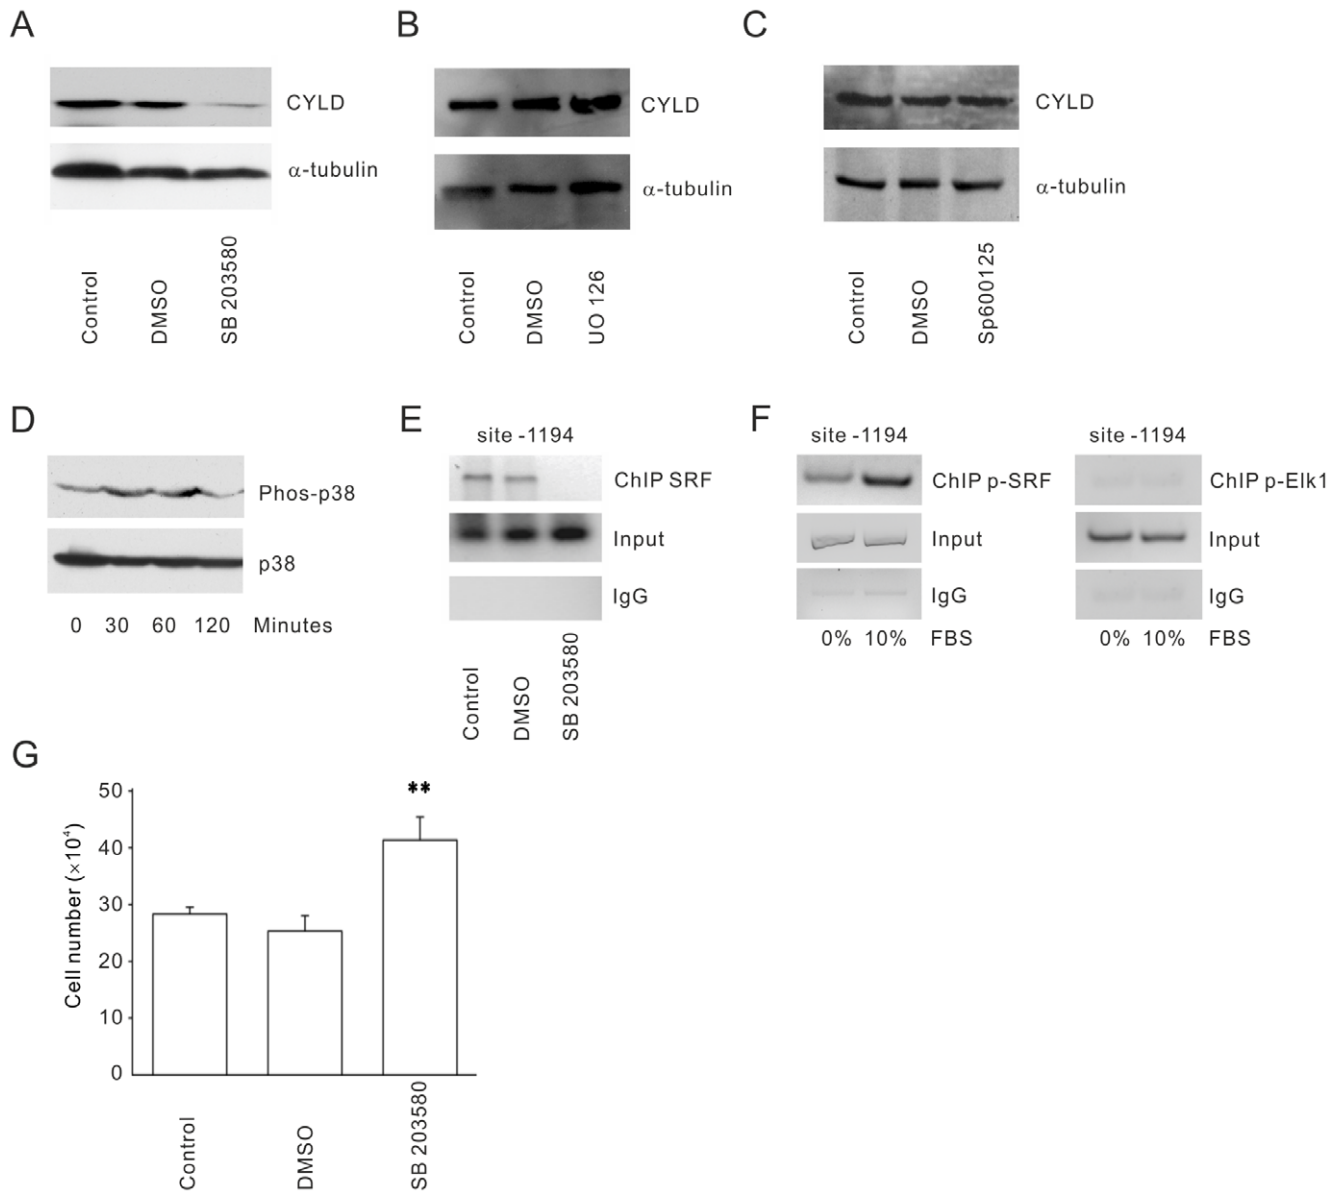 A
CYLD
α-tubulin
Control
DMSO
SB 203580
B
CYLD
α-tubulin
Control
DMSO
UO 126
C
CYLD
α-tubulin
Control
DMSO
Sp600125
D
Phos-p38
p38
0 30 60 120 Minutes
E
site -1194
ChIP SRF
Input
IgG
Control
DMSO
SB 203580
F
site -1194
ChIP p-SRF
Input
IgG
0% 10% FBS
site -1194
ChIP p-Elk1
Input
IgG
0% 10% FBS
G
Cell number (×10⁴)
50
40
30
20
10
0
**
Control
DMSO
SB 203580